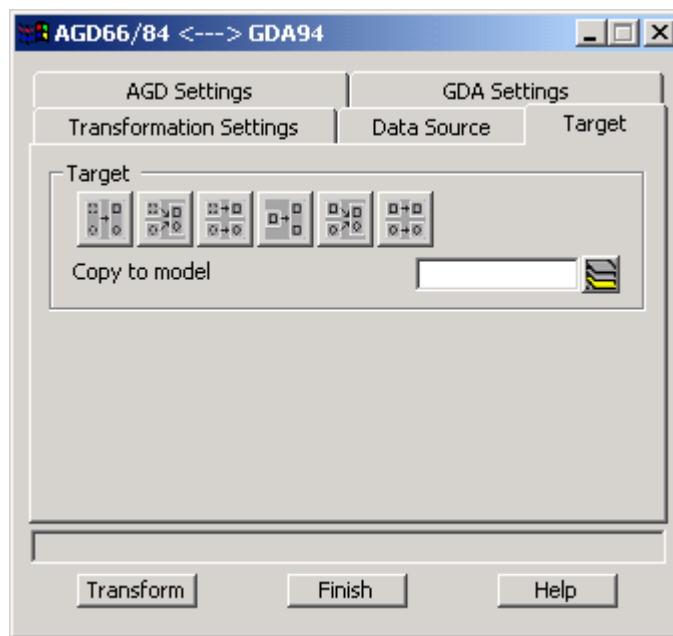 AGD66/84 <---> GDA94
AGD Settings
GDA Settings
Transformation Settings
Data Source
Target
Target
Copy to model
Transform
Finish
Help